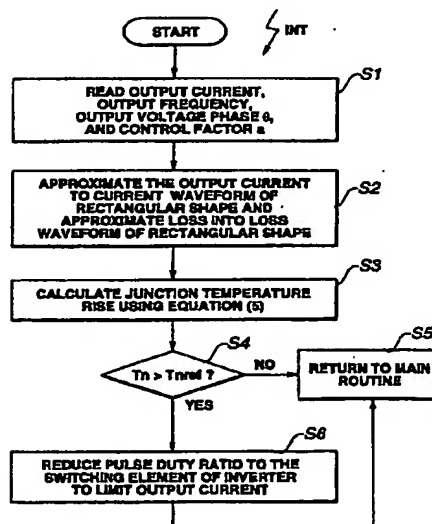 START
INT
S1
READ OUTPUT CURRENT,
OUTPUT FREQUENCY,
OUTPUT VOLTAGE PHASE θ,
AND CONTROL FACTOR a
S2
APPROXIMATE THE OUTPUT CURRENT
TO CURRENT WAVEFORM OF
RECTANGULAR SHAPE AND
APPROXIMATE LOSS INTO LOSS
WAVEFORM OF RECTANGULAR SHAPE
S3
CALCULATE JUNCTION TEMPERATURE
RISE USING EQUATION (5)
S4
Tn > Tnref ?
NO
YES
S5
RETURN TO MAIN
ROUTINE
S6
REDUCE PULSE DUTY RATIO TO THE
SWITCHING ELEMENT OF INVERTER
TO LIMIT OUTPUT CURRENT